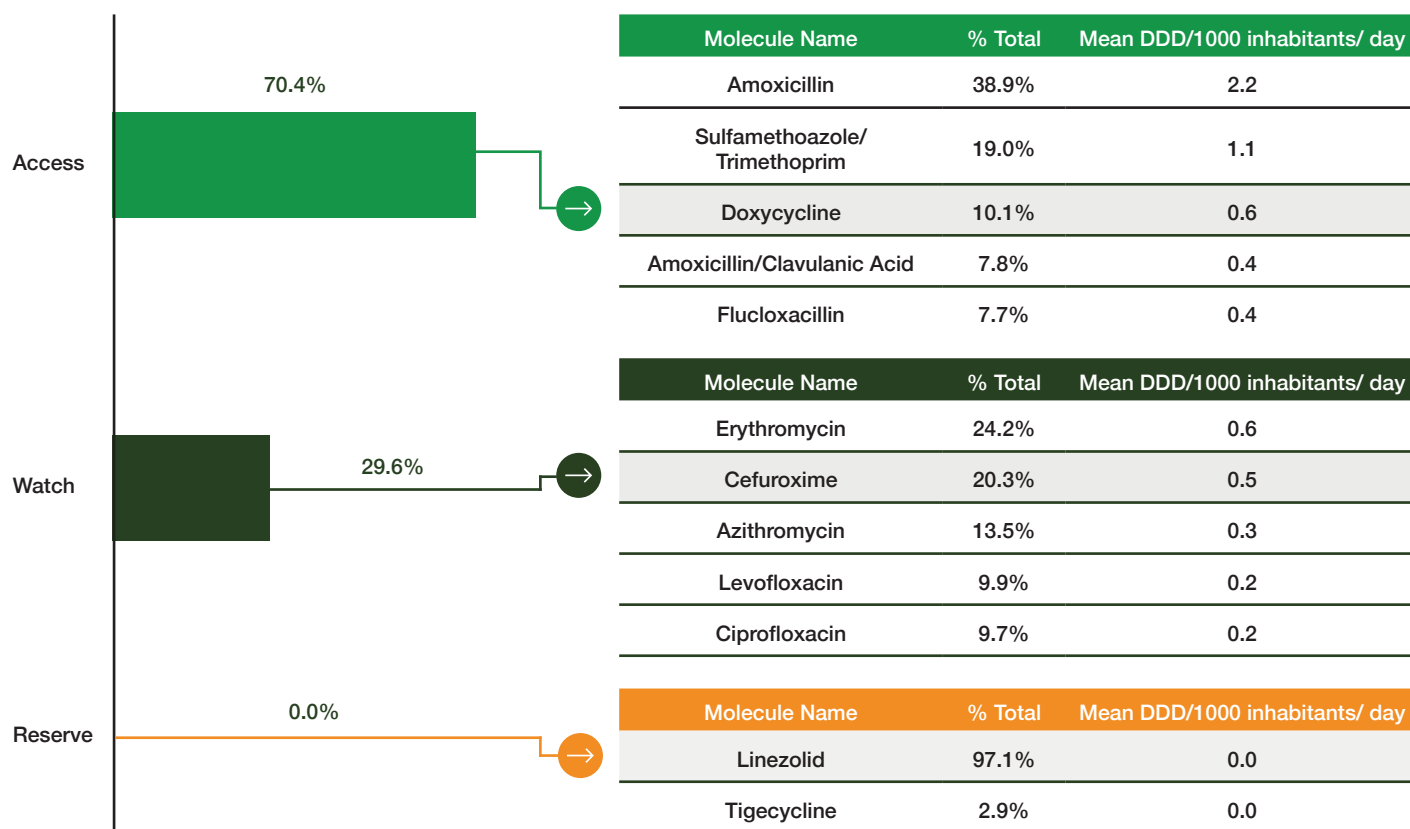 Molecule Name % Total Mean DDD/1000 inhabitants/ day
70.4%
Amoxicillin 38.9% 2.2
Access
Sulfamethoazole/
Trimethoprim 19.0% 1.1
Doxycycline 10.1% 0.6
Amoxicillin/Clavulanic Acid 7.8% 0.4
Flucloxacillin 7.7% 0.4
Molecule Name % Total Mean DDD/1000 inhabitants/ day
Erythromycin 24.2% 0.6
Watch
29.6%
Cefuroxime 20.3% 0.5
Azithromycin 13.5% 0.3
Levofloxacin 9.9% 0.2
Ciprofloxacin 9.7% 0.2
Reserve
0.0%
Molecule Name % Total Mean DDD/1000 inhabitants/ day
Linezolid 97.1% 0.0
Tigecycline 2.9% 0.0